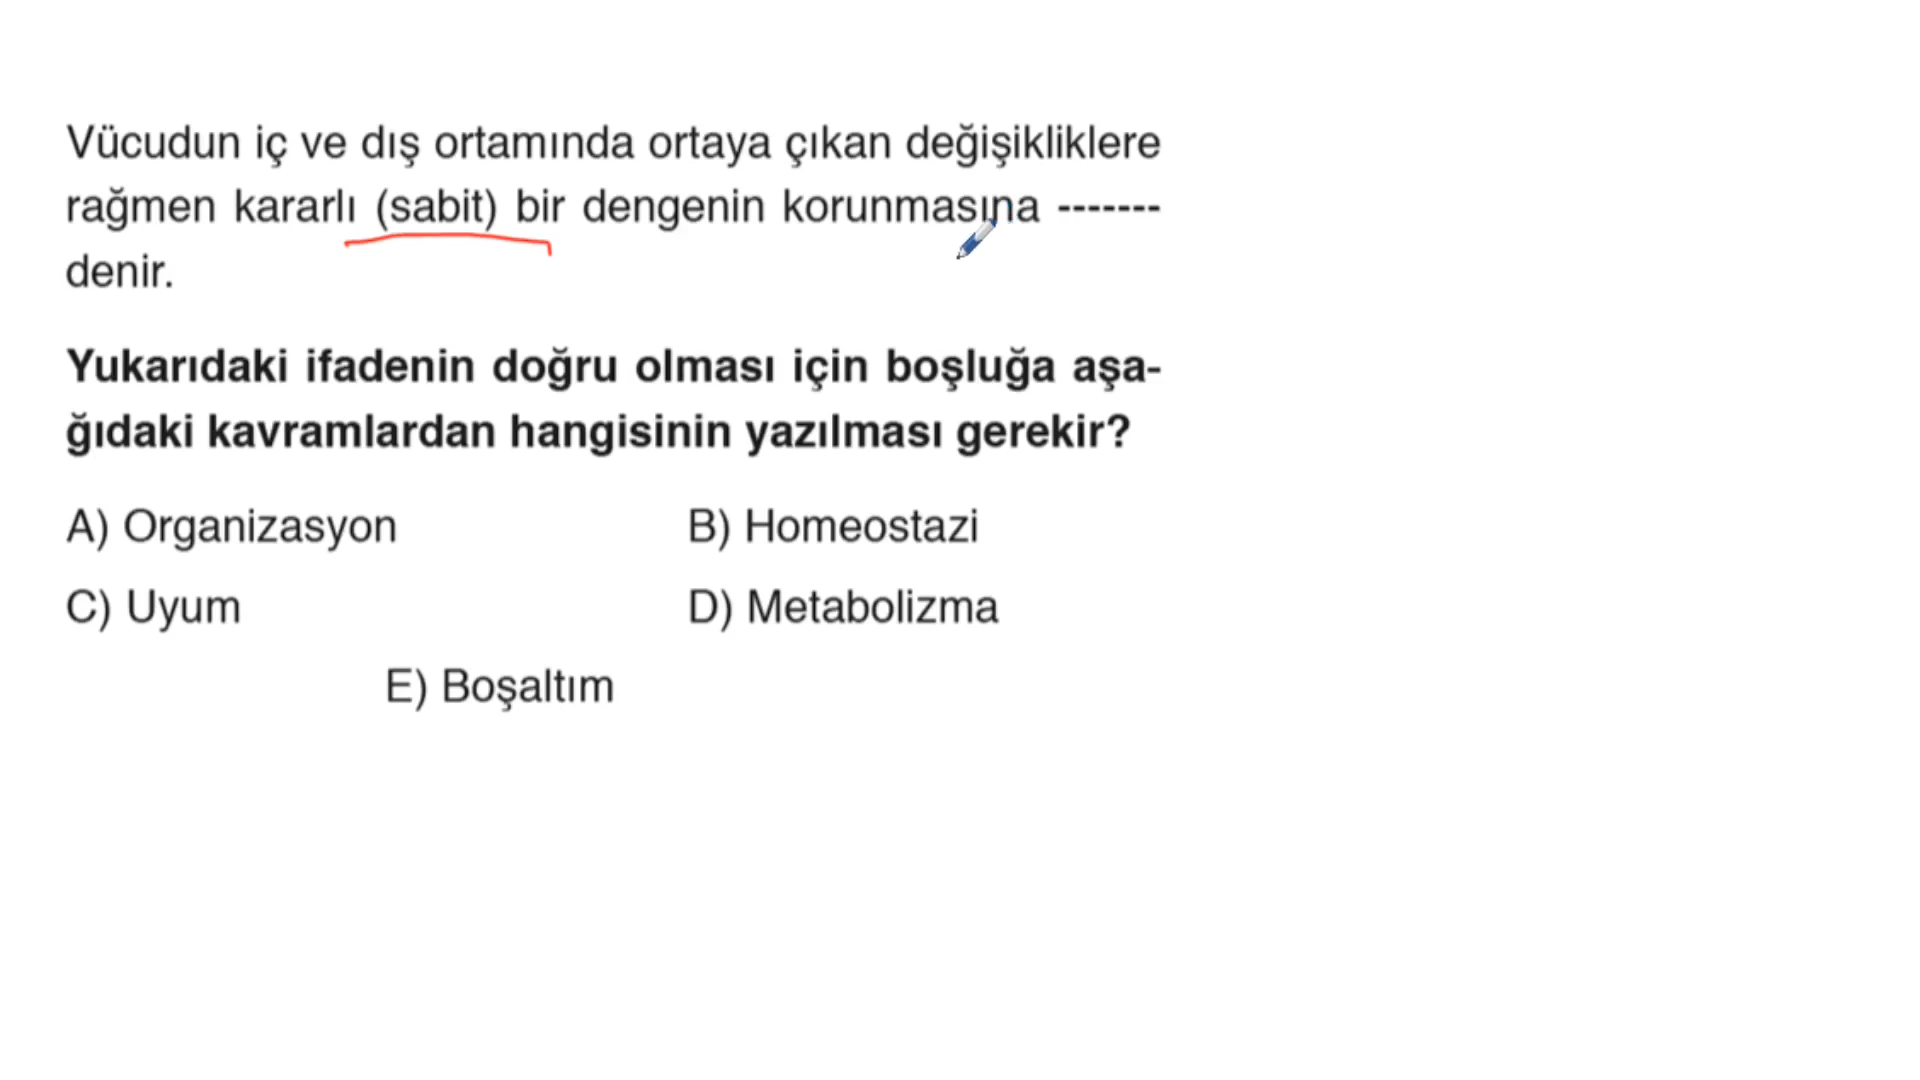 Vücudun iç ve dış ortamında ortaya çıkan değişikliklere
rağmen kararlı (sabit) bir dengenin korunmasına -------
denir.
Yukarıdaki ifadenin doğru olması için boşluğa aşa-
ğıdaki kavramlardan hangisinin yazılması gerekir?
A) Organizasyon B) Homeostazi
C) Uyum D) Metabolizma
E) Boşaltım